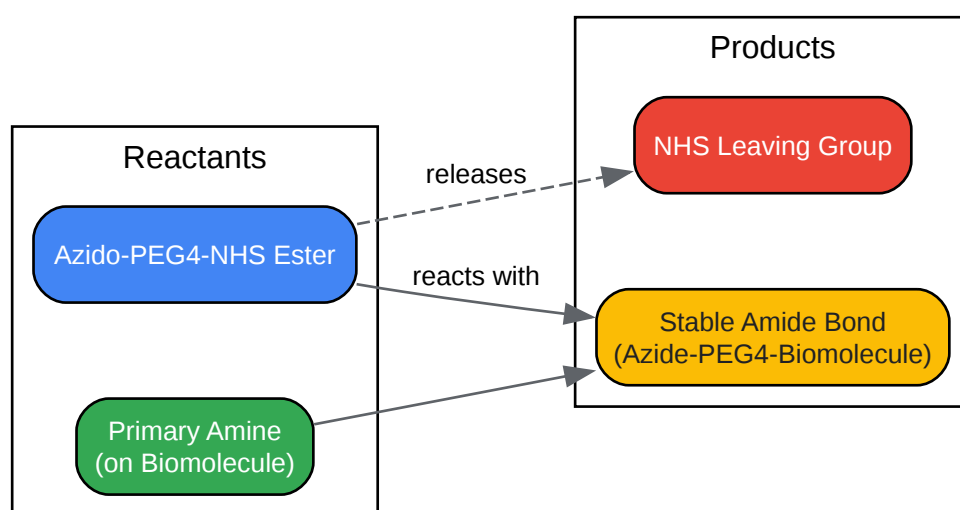 Reactants
Azido-PEG4-NHS Ester
Primary Amine
(on Biomolecule)
releases
reacts with
Products
NHS Leaving Group
Stable Amide Bond
(Azide-PEG4-Biomolecule)